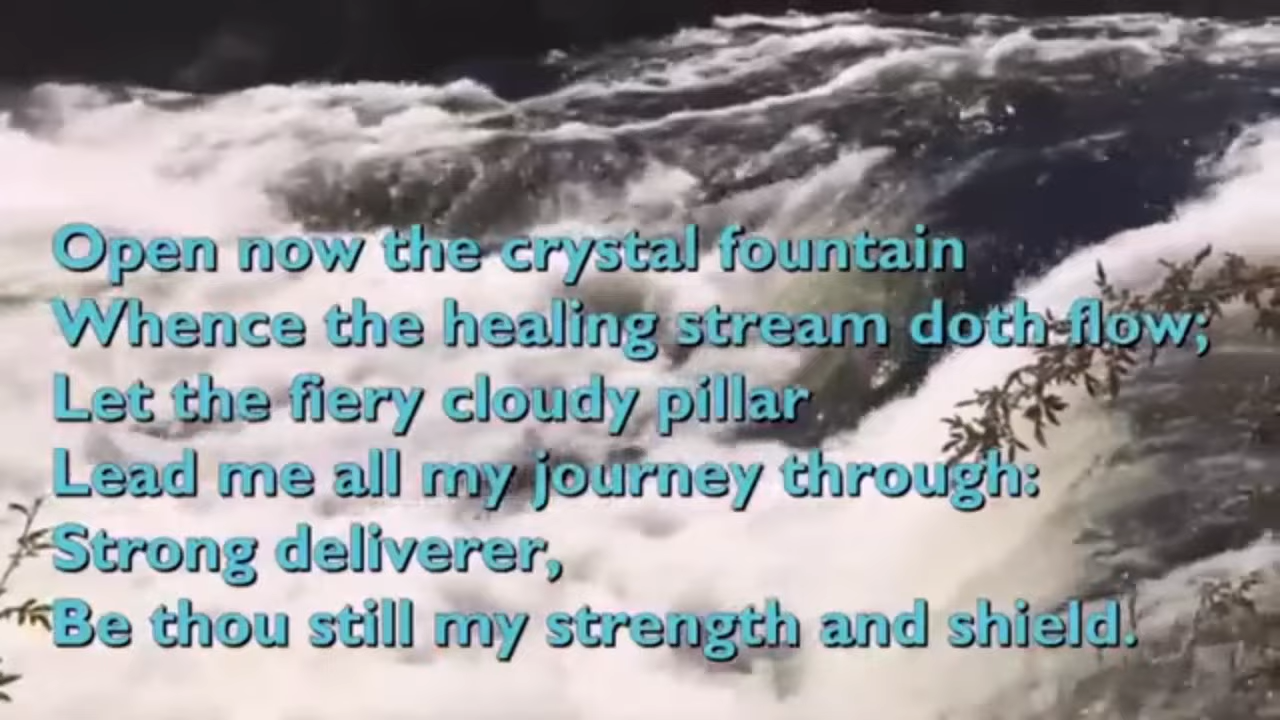 Open now the crystal fountain
Whence the healing stream doth flow;
Let the fiery cloudy pillar
Lead me all my journey through:
Strong deliverer,
Be thou still my strength and shield.